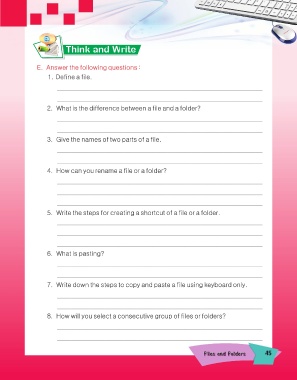 Think and Write
E. Answer the following questions :
1. Define a file.
2. What is the difference between a file and a folder?
3. Give the names of two parts of a file.
4. How can you rename a file or a folder?
5. Write the steps for creating a shortcut of a file or a folder.
6. What is pasting?
7. Write down the steps to copy and paste a file using keyboard only.
8. How will you select a consecutive group of files or folders?
Files and Folders 45